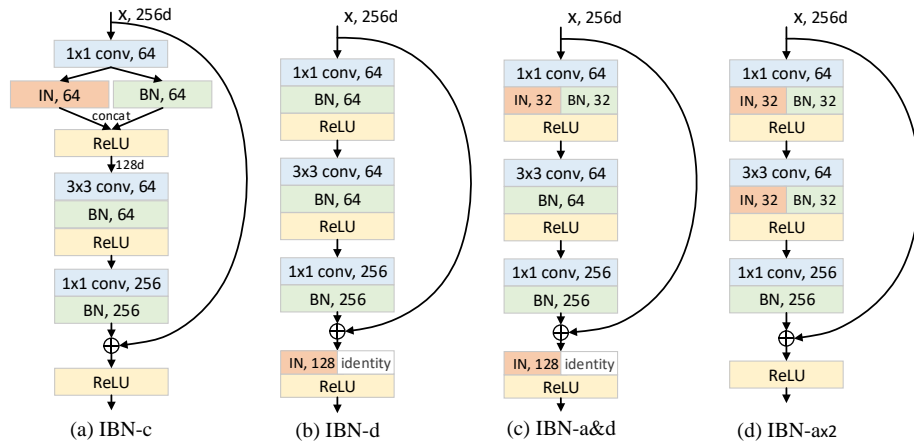 x, 256d
1x1 conv, 64
IN, 64
BN, 64
concat
ReLU
128d
3x3 conv, 64
BN, 64
ReLU
1x1 conv, 256
BN, 256
ReLU
(a) IBN-c
x, 256d
1x1 conv, 64
BN, 64
ReLU
3x3 conv, 64
BN, 64
ReLU
1x1 conv, 256
BN, 256
IN, 128 identity
ReLU
(b) IBN-d
x, 256d
1x1 conv, 64
IN, 32 BN, 32
ReLU
3x3 conv, 64
BN, 64
ReLU
1x1 conv, 256
BN, 256
IN, 128 identity
ReLU
(c) IBN-a&d
x, 256d
1x1 conv, 64
IN, 32 BN, 32
ReLU
3x3 conv, 64
IN, 32 BN, 32
ReLU
1x1 conv, 256
BN, 256
ReLU
(d) IBN-ax2